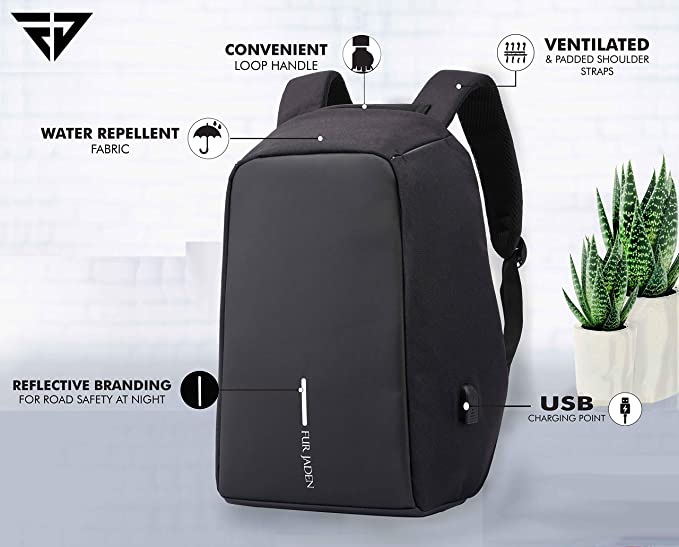 CONVENIENT
LOOP HANDLE
VENTILATED
& PADDED SHOULDER
STRAPS
WATER REPELLENT
FABRIC
REFLECTIVE BRANDING
FOR ROAD SAFETY AT NIGHT
USB
CHARGING POINT
FUR JADEN